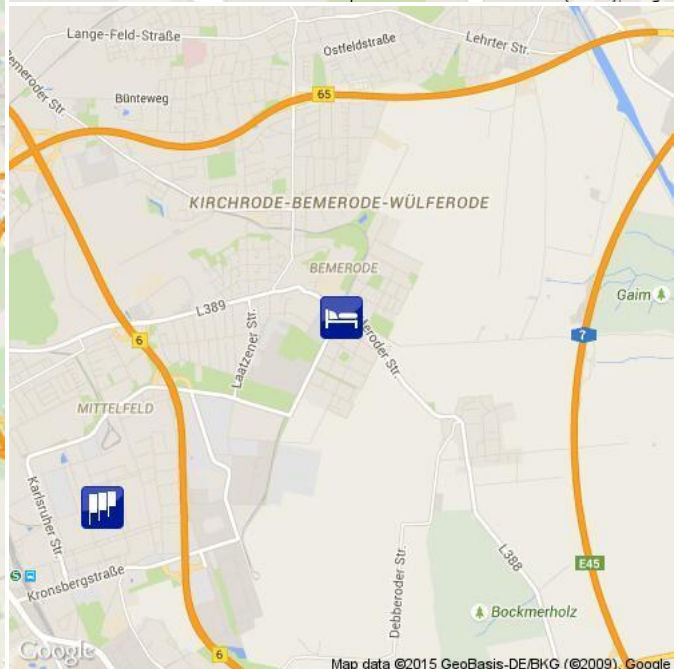 Lange-Feld-Straße
Ostfeldstraße
Lehrter Str.
Bemeroder Str.
Bünteweg
65
KIRCHRODE-BEMERODE-WÜLFERODE
BEMERODE
Gaim
L389
7
6
Laatzener Str.
MITTELFELD
Karlsruher Str.
L388
E45
S
Debberoder Str.
Kronsbergstraße
Bockmerholz
6
Google
Map data ©2015 GeoBasis-DE/BKG (©2009), Google